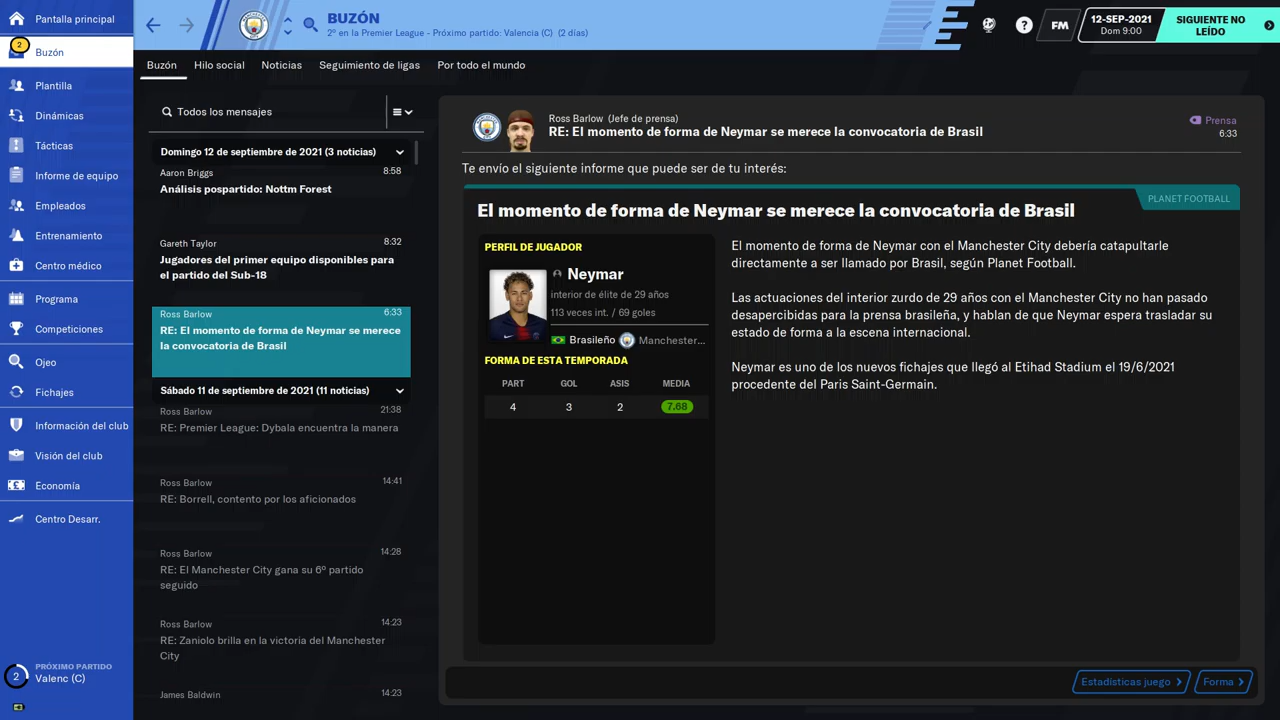 Pantalla principal
2
Buzón
Plantilla
Dinámicas
Tácticas
Informe de equipo
Empleados
Entrenamiento
Centro médico
Programa
Competiciones
Ojeo
Fichajes
Información del club
Visión del club
Economía
Centro Desarr.
2
PRÓXIMO PARTIDO
Valenc (C)
BUZÓN
2º en la Premier League - Próximo partido: Valencia (C) (2 días)
?
FM
12-SEP-2021
Dom 9:00
SIGUIENTE NO
LEÍDO
Buzón Hilo social Noticias Seguimiento de ligas Por todo el mundo
Todos los mensajes
Domingo 12 de septiembre de 2021 (3 noticias)
Aaron Briggs 8:58
Análisis pospartido: Nottm Forest
Gareth Taylor 8:32
Jugadores del primer equipo disponibles para
el partido del Sub-18
Ross Barlow 6:33
RE: El momento de forma de Neymar se merece
la convocatoria de Brasil
Sábado 11 de septiembre de 2021 (11 noticias)
Ross Barlow 21:38
RE: Premier League: Dybala encuentra la manera
Ross Barlow 14:41
RE: Borrell, contento por los aficionados
Ross Barlow 14:28
RE: El Manchester City gana su 6º partido
seguido
Ross Barlow 14:23
RE: Zaniolo brilla en la victoria del Manchester
City
James Baldwin 14:23
Ross Barlow (Jefe de prensa)
RE: El momento de forma de Neymar se merece la convocatoria de Brasil
Prensa
6:33
Te envío el siguiente informe que puede ser de tu interés:
PLANET FOOTBALL
El momento de forma de Neymar se merece la convocatoria de Brasil
PERFIL DE JUGADOR
Neymar
interior de élite de 29 años
113 veces int. / 69 goles
Brasileño Manchester...
FORMA DE ESTA TEMPORADA
PART GOL ASIS MEDIA
4 3 2 7.68
El momento de forma de Neymar con el Manchester City debería catapultarle
directamente a ser llamado por Brasil, según Planet Football.
Las actuaciones del interior zurdo de 29 años con el Manchester City no han pasado
desapercibidas para la prensa brasileña, y hablan de que Neymar espera trasladar su
estado de forma a la escena internacional.
Neymar es uno de los nuevos fichajes que llegó al Etihad Stadium el 19/6/2021
procedente del Paris Saint-Germain.
Estadísticas juego
Forma